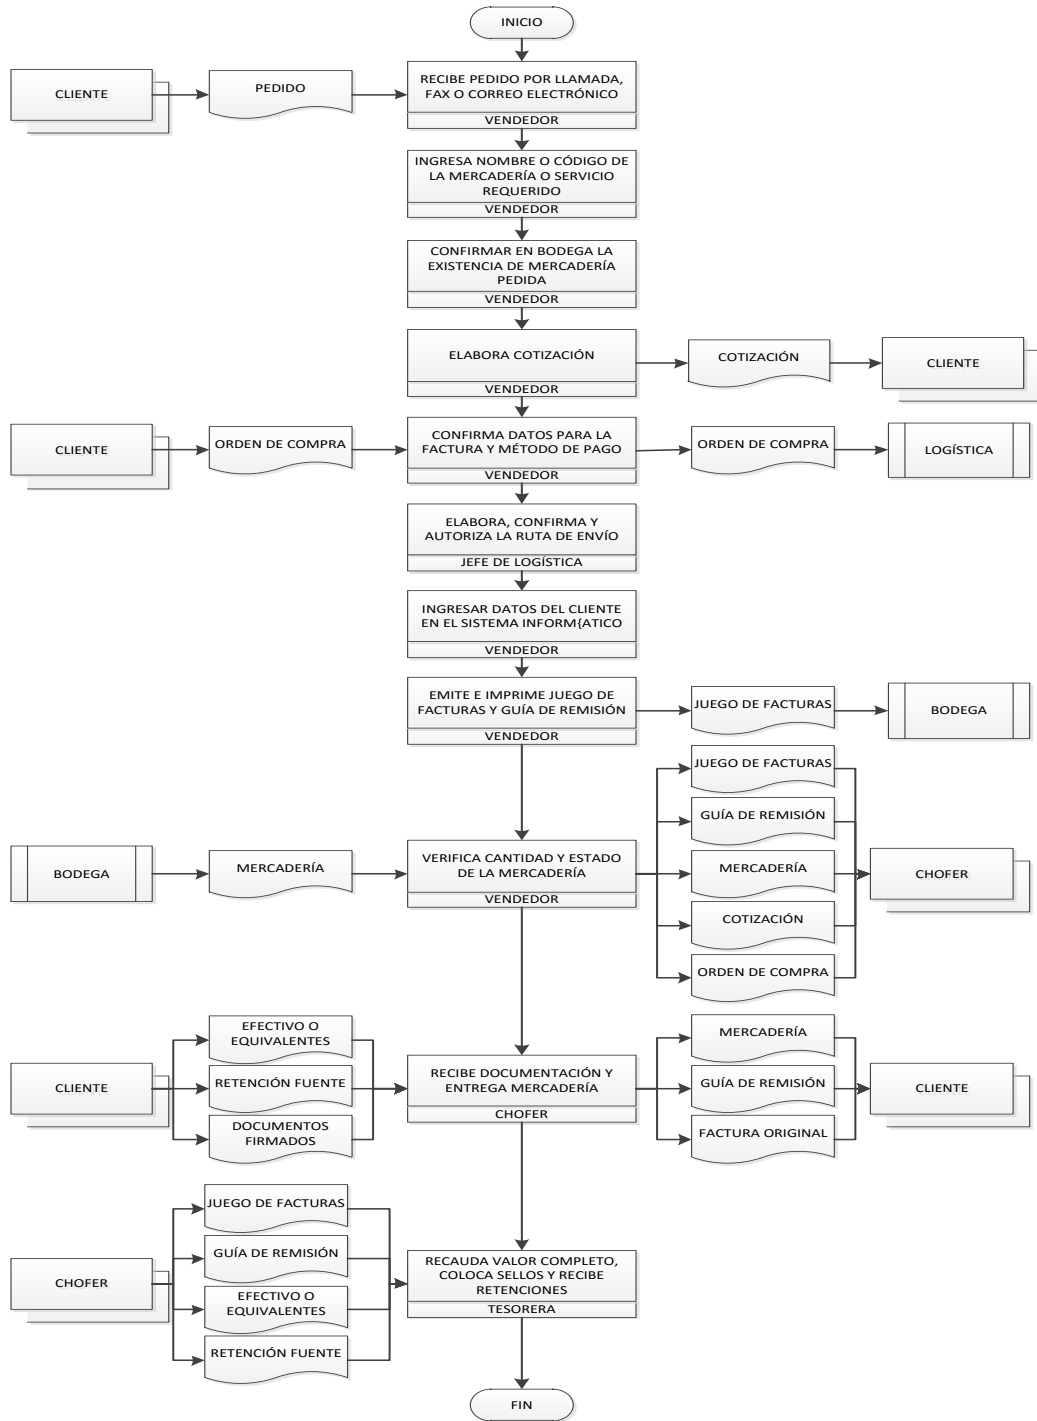 INICIO
CLIENTE
PEDIDO
RECIBE PEDIDO POR LLAMADA,
FAX O CORREO ELECTRÓNICO
VENDEDOR
INGRESA NOMBRE O CÓDIGO DE
LA MERCADERÍA O SERVICIO
REQUERIDO
VENDEDOR
CONFIRMAR EN BODEGA LA
EXISTENCIA DE MERCADERÍA
PEDIDA
VENDEDOR
ELABORA COTIZACIÓN
VENDEDOR
COTIZACIÓN
CLIENTE
CLIENTE
ORDEN DE COMPRA
CONFIRMA DATOS PARA LA
FACTURA Y MÉTODO DE PAGO
VENDEDOR
ORDEN DE COMPRA
LOGÍSTICA
ELABORA, CONFIRMA Y
AUTORIZA LA RUTA DE ENVÍO
JEFE DE LOGÍSTICA
INGRESAR DATOS DEL CLIENTE
EN EL SISTEMA INFORM{ATICO
VENDEDOR
EMITE E IMPRIME JUEGO DE
FACTURAS Y GUÍA DE REMISIÓN
VENDEDOR
JUEGO DE FACTURAS
BODEGA
BODEGA
MERCADERÍA
VERIFICA CANTIDAD Y ESTADO
DE LA MERCADERÍA
VENDEDOR
JUEGO DE FACTURAS
GUÍA DE REMISIÓN
MERCADERÍA
COTIZACIÓN
ORDEN DE COMPRA
CHOFER
CLIENTE
EFECTIVO O
EQUIVALENTES
RETENCIÓN FUENTE
DOCUMENTOS
FIRMADOS
RECIBE DOCUMENTACIÓN Y
ENTREGA MERCADERÍA
CHOFER
MERCADERÍA
GUÍA DE REMISIÓN
FACTURA ORIGINAL
CLIENTE
CHOFER
JUEGO DE FACTURAS
GUÍA DE REMISIÓN
EFECTIVO O
EQUIVALENTES
RETENCIÓN FUENTE
RECAUDA VALOR COMPLETO,
COLOCA SELLOS Y RECIBE
RETENCIONES
TESORERA
FIN